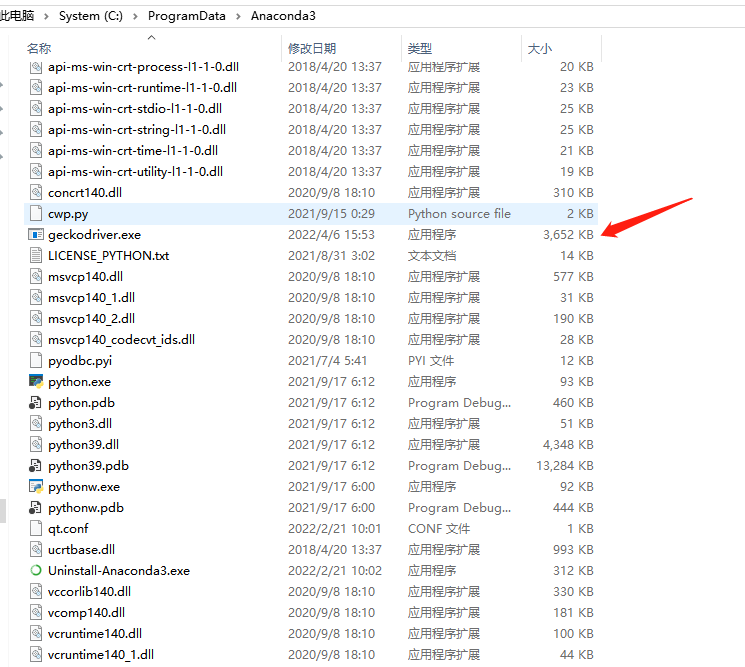 此电脑 › System (C:) › ProgramData › Anaconda3
名称 修改日期 类型 大小
api-ms-win-crt-process-l1-1-0.dll 2018/4/20 13:37 应用程序扩展 20 KB
api-ms-win-crt-runtime-l1-1-0.dll 2018/4/20 13:37 应用程序扩展 23 KB
api-ms-win-crt-stdio-l1-1-0.dll 2018/4/20 13:37 应用程序扩展 25 KB
api-ms-win-crt-string-l1-1-0.dll 2018/4/20 13:37 应用程序扩展 25 KB
api-ms-win-crt-time-l1-1-0.dll 2018/4/20 13:37 应用程序扩展 21 KB
api-ms-win-crt-utility-l1-1-0.dll 2018/4/20 13:37 应用程序扩展 19 KB
concrt140.dll 2020/9/8 18:10 应用程序扩展 310 KB
cwp.py 2021/9/15 0:29 Python source file 2 KB
geckodriver.exe 2022/4/6 15:53 应用程序 3,652 KB
LICENSE_PYTHON.txt 2021/8/31 3:02 文本文档 14 KB
msvcp140.dll 2020/9/8 18:10 应用程序扩展 577 KB
msvcp140_1.dll 2020/9/8 18:10 应用程序扩展 31 KB
msvcp140_2.dll 2020/9/8 18:10 应用程序扩展 190 KB
msvcp140_codecvt_ids.dll 2020/9/8 18:10 应用程序扩展 28 KB
pyodbc.pyi 2021/7/4 5:41 PYI 文件 12 KB
python.exe 2021/9/17 6:12 应用程序 93 KB
python.pdb 2021/9/17 6:12 Program Debug... 460 KB
python3.dll 2021/9/17 6:12 应用程序扩展 51 KB
python39.dll 2021/9/17 6:12 应用程序扩展 4,348 KB
python39.pdb 2021/9/17 6:12 Program Debug... 13,284 KB
pythonw.exe 2021/9/17 6:00 应用程序 92 KB
pythonw.pdb 2021/9/17 6:00 Program Debug... 444 KB
qt.conf 2022/2/21 10:01 CONF 文件 1 KB
ucrtbase.dll 2018/4/20 13:37 应用程序扩展 993 KB
Uninstall-Anaconda3.exe 2022/2/21 10:02 应用程序 312 KB
vccorlib140.dll 2020/9/8 18:10 应用程序扩展 330 KB
vcomp140.dll 2020/9/8 18:10 应用程序扩展 181 KB
vcruntime140.dll 2020/9/8 18:10 应用程序扩展 100 KB
vcruntime140_1.dll 2020/9/8 18:10 应用程序扩展 44 KB